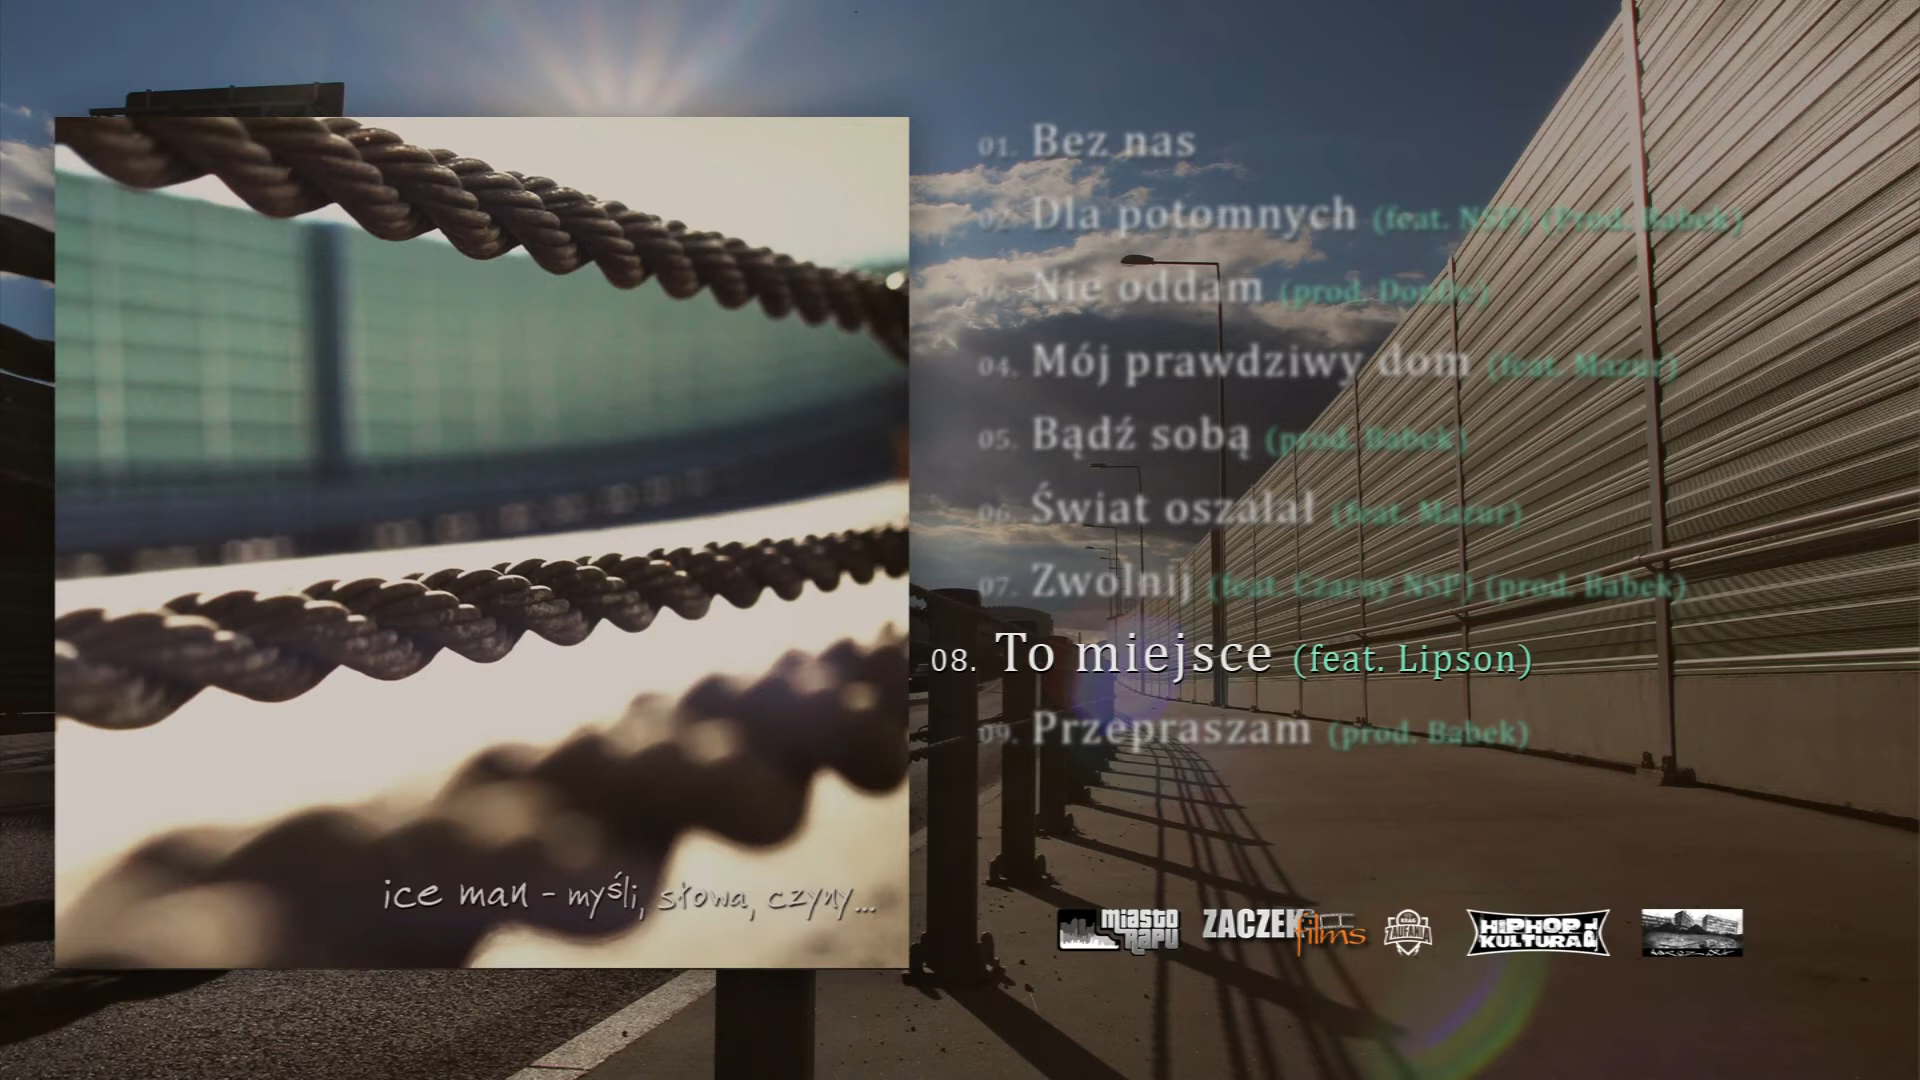 01. Bez nas
02. Dla potomnych (feat. NSP) (Prod. Babek)
03. Nie oddam (prod. DonDe)
04. Mój prawdziwy dom (feat. Mazur)
05. Bądź sobą (prod. Babek)
06. Świat oszalał (feat. Mazur)
07. Zwolnij (feat. Czarny NSP) (prod. Babek)
08. To miejsce (feat. Lipson)
09. Przepraszam (prod. Babek)
ice man - myśli, słowa, czyny...
miasto RAPU
ZACZEK films
ZAUFANIA
HIPHOP KULTURA.PL